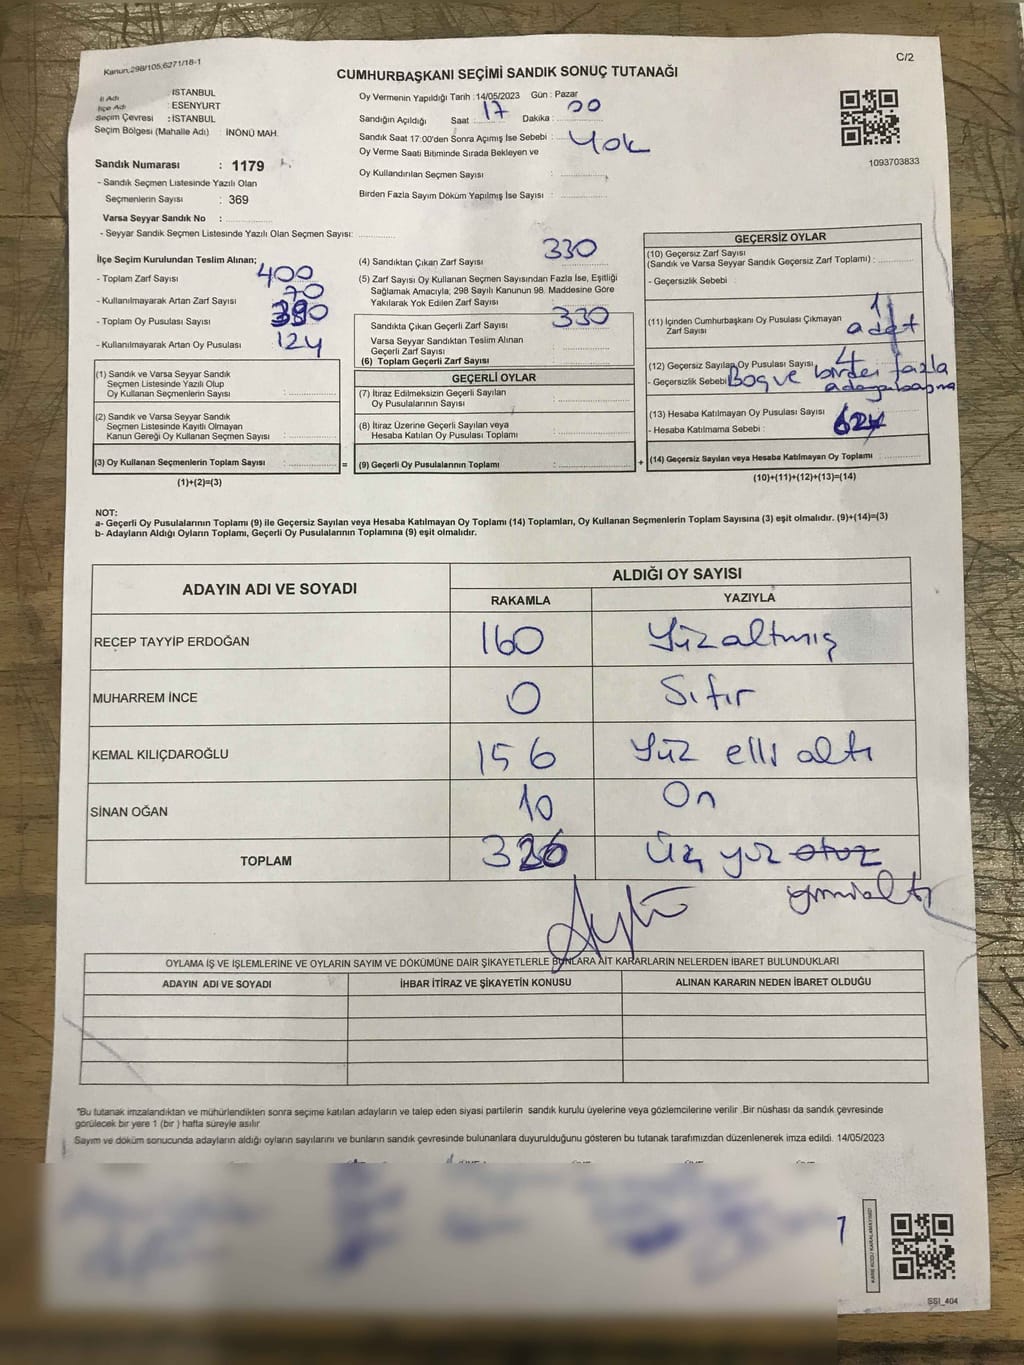 Kanun;298/105;6271/18-1
C/2
CUMHURBAŞKANI SEÇİMİ SANDIK SONUÇ TUTANAĞI
İl Adı : İSTANBUL
İlçe Adı : ESENYURT
Seçim Çevresi : İSTANBUL
Seçim Bölgesi (Mahalle Adı) : İNÖNÜ MAH.
Sandık Numarası : 1179
- Sandık Seçmen Listesinde Yazılı Olan
Seçmenlerin Sayısı : 369
Varsa Seyyar Sandık No :
- Seyyar Sandık Seçmen Listesinde Yazılı Olan Seçmen Sayısı:
Oy Vermenin Yapıldığı Tarih :14/05/2023 Gün : Pazar
Sandığın Açıldığı Saat : 17 Dakika : 00
Sandık Saat 17:00'den Sonra Açımış İse Sebebi : Yok
Oy Verme Saati Bitiminde Sırada Bekleyen ve
Oy Kullandırılan Seçmen Sayısı :
Birden Fazla Sayım Döküm Yapılmış İse Sayısı :
1093703833
İlçe Seçim Kurulundan Teslim Alınan;
- Toplam Zarf Sayısı : 400
- Kullanılmayarak Artan Zarf Sayısı : 70
- Toplam Oy Pusulası Sayısı :
- Kullanılmayarak Artan Oy Pusulası : 124
(1) Sandık ve Varsa Seyyar Sandık
Seçmen Listesinde Yazılı Olup
Oy Kullanan Seçmenlerin Sayısı :
(2) Sandık ve Varsa Seyyar Sandık
Seçmen Listesinde Kayıtlı Olmayan
Kanun Gereği Oy Kullanan Seçmen Sayısı :
(3) Oy Kullanan Seçmenlerin Toplam Sayısı :
(1)+(2)=(3)
(4) Sandıktan Çıkan Zarf Sayısı : 330
(5) Zarf Sayısı Oy Kullanan Seçmen Sayısından Fazla İse, Eşitliği
Sağlamak Amacıyla, 298 Sayılı Kanunun 98. Maddesine Göre
Yakılarak Yok Edilen Zarf Sayısı :
Sandıkta Çıkan Geçerli Zarf Sayısı : 330
Varsa Seyyar Sandıktan Teslim Alınan
Geçerli Zarf Sayısı :
(6) Toplam Geçerli Zarf Sayısı :
GEÇERLİ OYLAR
(7) İtiraz Edilmeksizin Geçerli Sayılan
Oy Pusulalarının Sayısı :
(8) İtiraz Üzerine Geçerli Sayılan veya
Hesaba Katılan Oy Pusulası Toplamı :
= (9) Geçerli Oy Pusulalarının Toplamı :
GEÇERSİZ OYLAR
(10) Geçersiz Zarf Sayısı
(Sandık ve Varsa Seyyar Sandık Geçersiz Zarf Toplamı) :
- Geçersizlik Sebebi :
(11) İçinden Cumhurbaşkanı Oy Pusulası Çıkmayan
Zarf Sayısı : 1 adet
(12) Geçersiz Sayılan Oy Pusulası Sayısı : 4
- Geçersizlik Sebebi : Boş ve birden fazla
adaya basma
(13) Hesaba Katılmayan Oy Pusulası Sayısı :
- Hesaba Katılmama Sebebi :
+ (14) Geçersiz Sayılan veya Hesaba Katılmayan Oy Toplamı :
(10)+(11)+(12)+(13)=(14)
NOT:
a- Geçerli Oy Pusulalarının Toplamı (9) ile Geçersiz Sayılan veya Hesaba Katılmayan Oy Toplamı (14) Toplamları, Oy Kullanan Seçmenlerin Toplam Sayısına (3) eşit olmalıdır. (9)+(14)=(3)
b- Adayların Aldığı Oyların Toplamı, Geçerli Oy Pusulalarının Toplamına (9) eşit olmalıdır.
ADAYIN ADI VE SOYADI
ALDIĞI OY SAYISI
RAKAMLA YAZIYLA
RECEP TAYYİP ERDOĞAN 160 Yüzaltmış
MUHARREM İNCE 0 Sıfır
KEMAL KILIÇDAROĞLU 156 Yüz elli altı
SİNAN OĞAN 10 On
TOPLAM 326 Üç yüz otuz
yirmialtı
OYLAMA İŞ VE İŞLEMLERİNE VE OYLARIN SAYIM VE DÖKÜMÜNE DAİR ŞİKAYETLERLE BUNLARA AİT KARARLARIN NELERDEN İBARET BULUNDUKLARI
ADAYIN ADI VE SOYADI İHBAR İTİRAZ VE ŞİKAYETİN KONUSU ALINAN KARARIN NEDEN İBARET OLDUĞU
"Bu tutanak imzalandıktan ve mühürlendikten sonra seçime katılan adayların ve talep eden siyasi partilerin sandık kurulu üyelerine veya gözlemcilerine verilir .Bir nüshası da sandık çevresinde
görülecek bir yere 1 (bir ) hafta süreyle asılır
Sayım ve döküm sonucunda adayların aldığı oyların sayılarını ve bunların sandık çevresinde bulunanlara duyurulduğunu gösteren bu tutanak tarafımızdan düzenlenerek imza edildi. 14/05/2023
KARE KODU KARALAMAYINIZ!
SSI_404